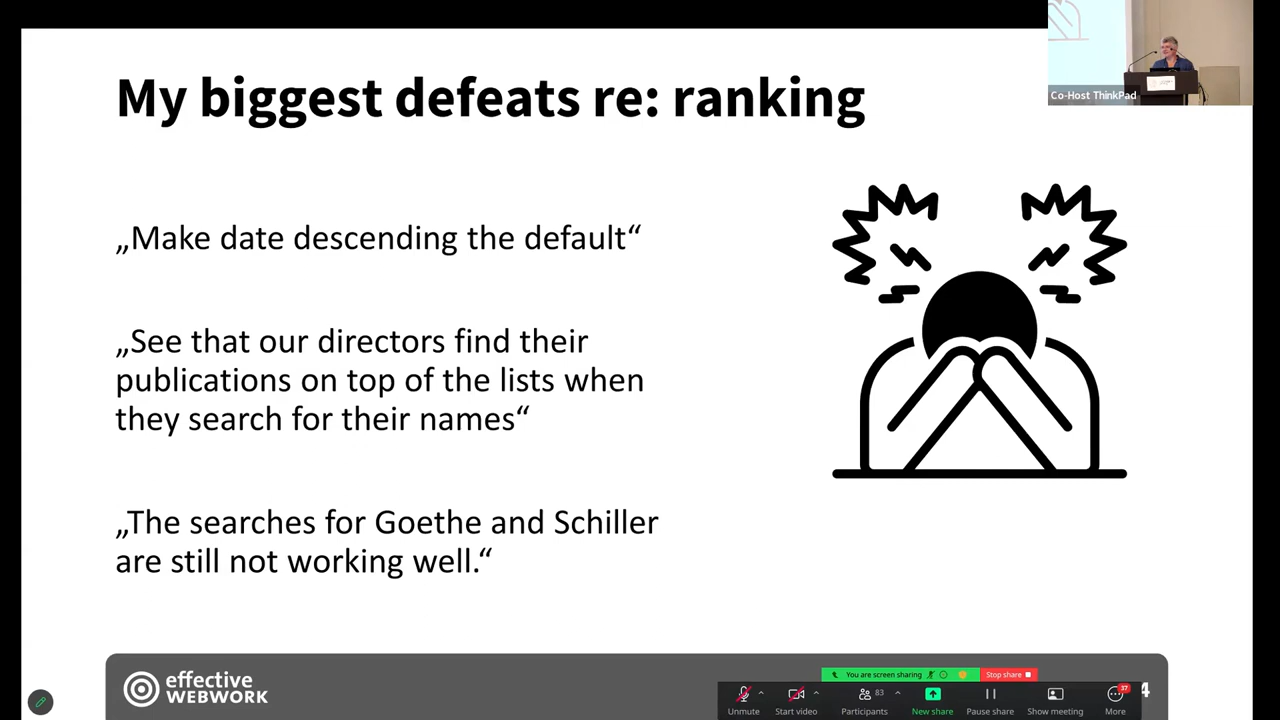 My biggest defeats re: ranking
Co-Host ThinkPad
„Make date descending the default“
„See that our directors find their
publications on top of the lists when
they search for their names“
„The searches for Goethe and Schiller
are still not working well.“
effective
WEBWORK
You are screen sharing
Stop share
Unmute
Start video
83
Participants
New share
Pause share
Show meeting
37
More
4